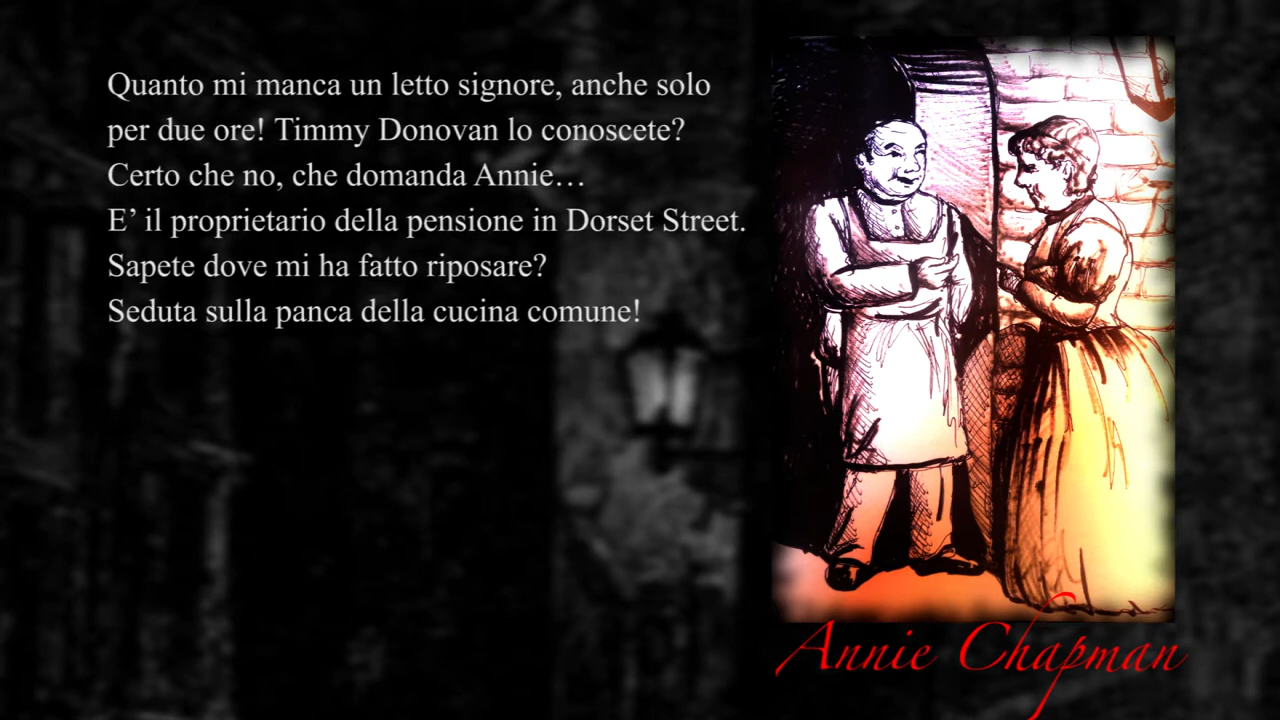 Quanto mi manca un letto signore, anche solo
per due ore! Timmy Donovan lo conoscete?
Certo che no, che domanda Annie…
E’ il proprietario della pensione in Dorset Street.
Sapete dove mi ha fatto riposare?
Seduta sulla panca della cucina comune!
Annie Chapman